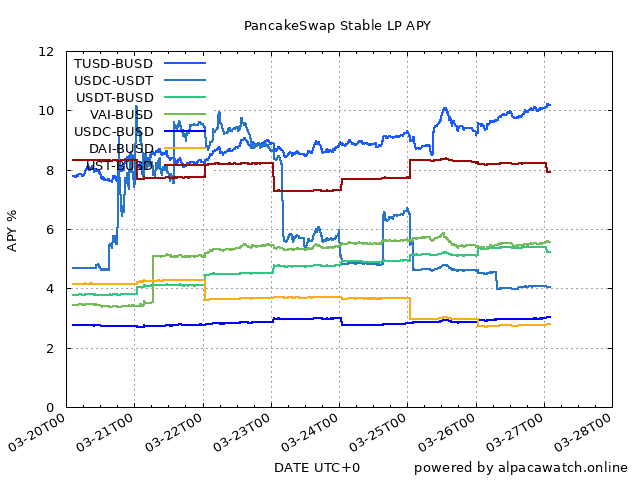 PancakeSwap Stable LP APY
12
10
8
6
4
2
0
APY %
TUSD-BUSD
USDC-USDT
USDT-BUSD
VAI-BUSD
USDC-BUSD
DAI-BUSD
UST-BUSD
03-20T00
03-21T00
03-22T00
03-23T00
03-24T00
03-25T00
03-26T00
03-27T00
03-28T00
DATE UTC+0
powered by alpacawatch.online